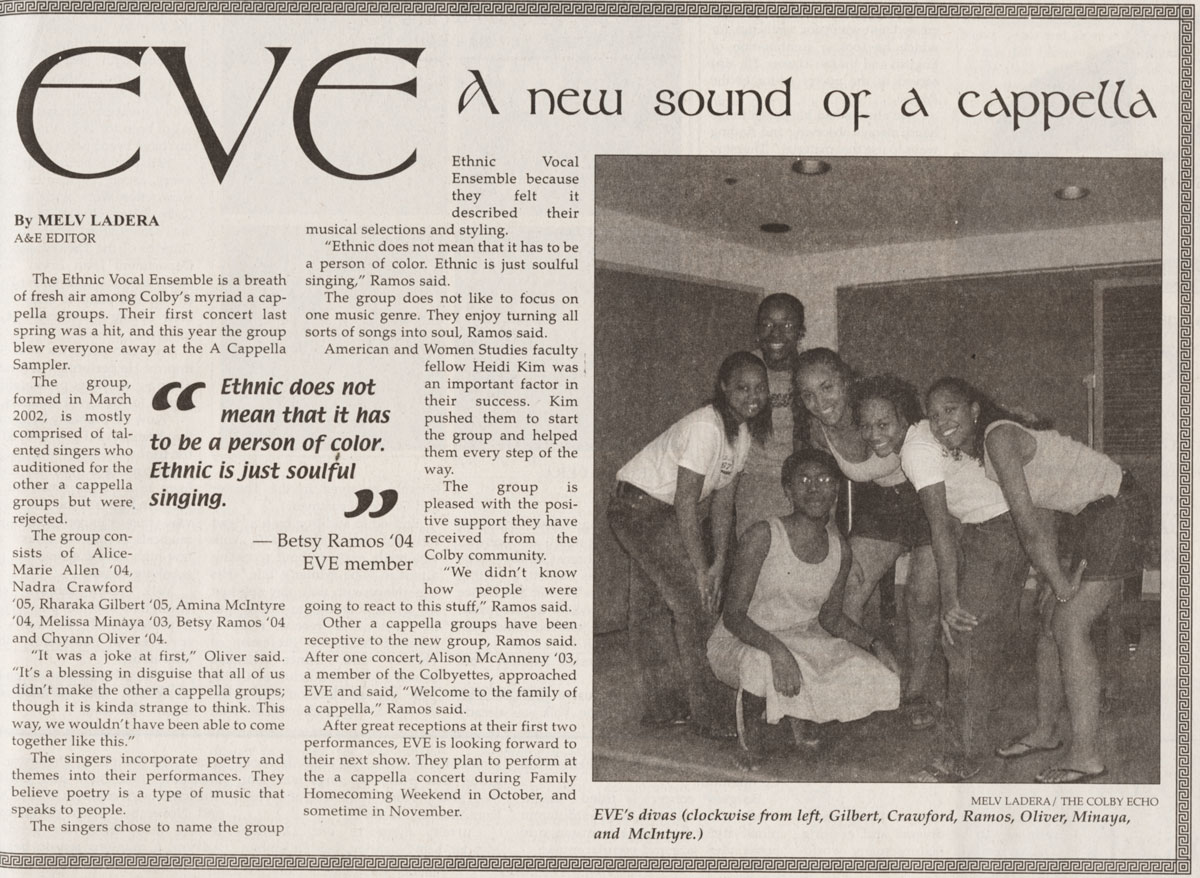 EVE A new sound of a cappella
By MELV LADERA
A&E EDITOR
The Ethnic Vocal Ensemble is a breath
of fresh air among Colby's myriad a cap-
pella groups. Their first concert last
spring was a hit, and this year the group
blew everyone away at the A Cappella
Sampler.
The group,
formed in March
2002, is mostly
comprised of tal-
ented singers who
auditioned for the
other a cappella
groups but were
rejected.
The group con-
sists of Alice-
Marie Allen '04,
Nadra Crawford
'05, Rharaka Gilbert '05, Amina McIntyre
'04, Melissa Minaya '03, Betsy Ramos '04
and Chyann Oliver '04.
"It was a joke at first," Oliver said.
"It's a blessing in disguise that all of us
didn't make the other a cappella groups;
though it is kinda strange to think. This
way, we wouldn't have been able to come
together like this."
The singers incorporate poetry and
themes into their performances. They
believe poetry is a type of music that
speaks to people.
The singers chose to name the group
"Ethnic does not
mean that it has
to be a person of color.
Ethnic is just soulful
singing."
— Betsy Ramos '04
EVE member
Ethnic Vocal
Ensemble because
they felt it
described their
musical selections and styling.
"Ethnic does not mean that it has to be
a person of color. Ethnic is just soulful
singing," Ramos said.
The group does not like to focus on
one music genre. They enjoy turning all
sorts of songs into soul, Ramos said.
American and Women Studies faculty
fellow Heidi Kim was
an important factor in
their success. Kim
pushed them to start
the group and helped
them every step of the
way.
The group is
pleased with the posi-
tive support they have
received from the
Colby community.
"We didn't know
how people were
going to react to this stuff," Ramos said.
Other a cappella groups have been
receptive to the new group, Ramos said.
After one concert, Alison McAnneny '03,
a member of the Colbyettes, approached
EVE and said, "Welcome to the family of
a cappella," Ramos said.
After great receptions at their first two
performances, EVE is looking forward to
their next show. They plan to perform at
the a cappella concert during Family
Homecoming Weekend in October, and
sometime in November.
MELV LADERA/ THE COLBY ECHO
EVE's divas (clockwise from left, Gilbert, Crawford, Ramos, Oliver, Minaya,
and McIntyre.)